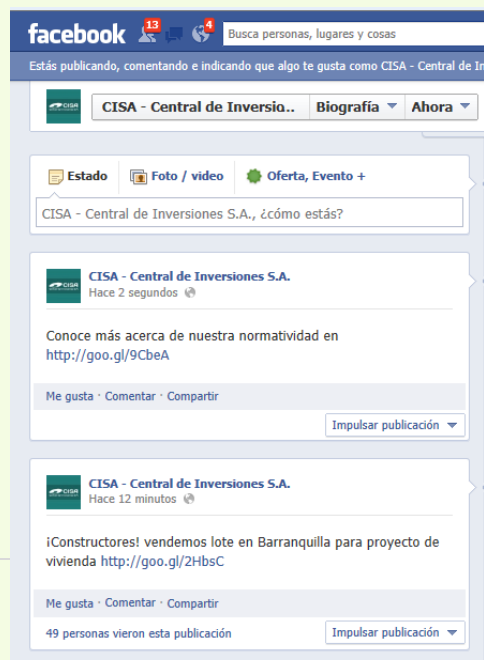 facebook 13 4 Busca personas, lugares y cosas
Estás publicando, comentando e indicando que algo te gusta como CISA - Central de In
CISA CISA - Central de Inversio... Biografía Ahora
Estado Foto / video Oferta, Evento +
CISA - Central de Inversiones S.A., ¿cómo estás?
CISA CISA - Central de Inversiones S.A.
Hace 2 segundos
Conoce más acerca de nuestra normatividad en
http://goo.gl/9CbeA
Me gusta · Comentar · Compartir
Impulsar publicación
CISA CISA - Central de Inversiones S.A.
Hace 12 minutos
¡Constructores! vendemos lote en Barranquilla para proyecto de
vivienda http://goo.gl/2HbsC
Me gusta · Comentar · Compartir
49 personas vieron esta publicación Impulsar publicación